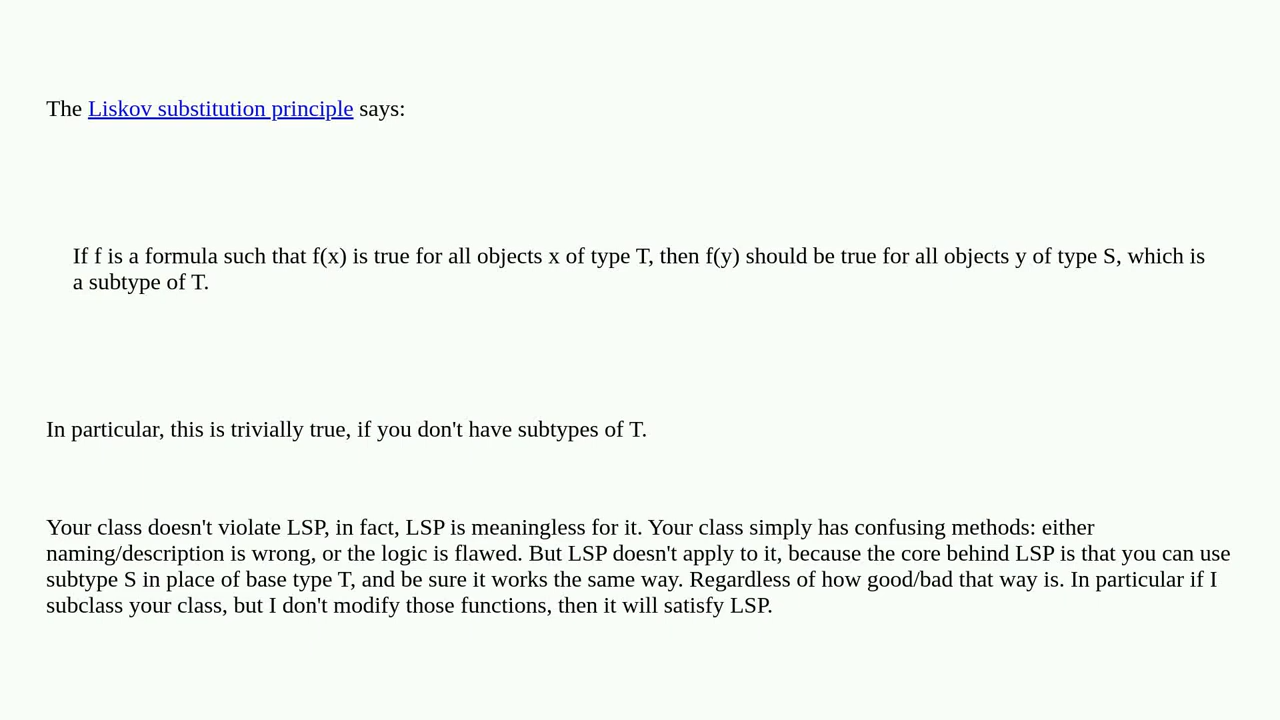 The Liskov substitution principle says:
If f is a formula such that f(x) is true for all objects x of type T, then f(y) should be true for all objects y of type S, which is
a subtype of T.
In particular, this is trivially true, if you don't have subtypes of T.
Your class doesn't violate LSP, in fact, LSP is meaningless for it. Your class simply has confusing methods: either
naming/description is wrong, or the logic is flawed. But LSP doesn't apply to it, because the core behind LSP is that you can use
subtype S in place of base type T, and be sure it works the same way. Regardless of how good/bad that way is. In particular if I
subclass your class, but I don't modify those functions, then it will satisfy LSP.